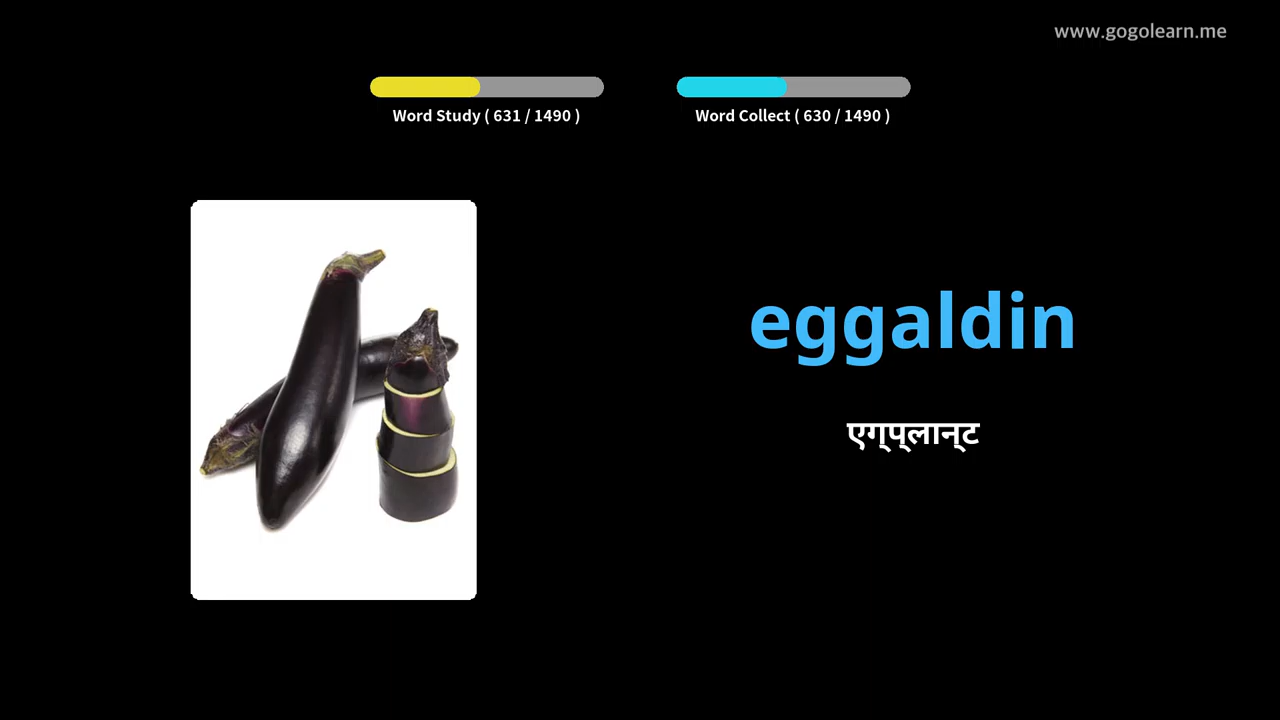 www.gogolearn.me
Word Study ( 631 / 1490 )
Word Collect ( 630 / 1490 )
eggaldin
एग्प्लान्ट